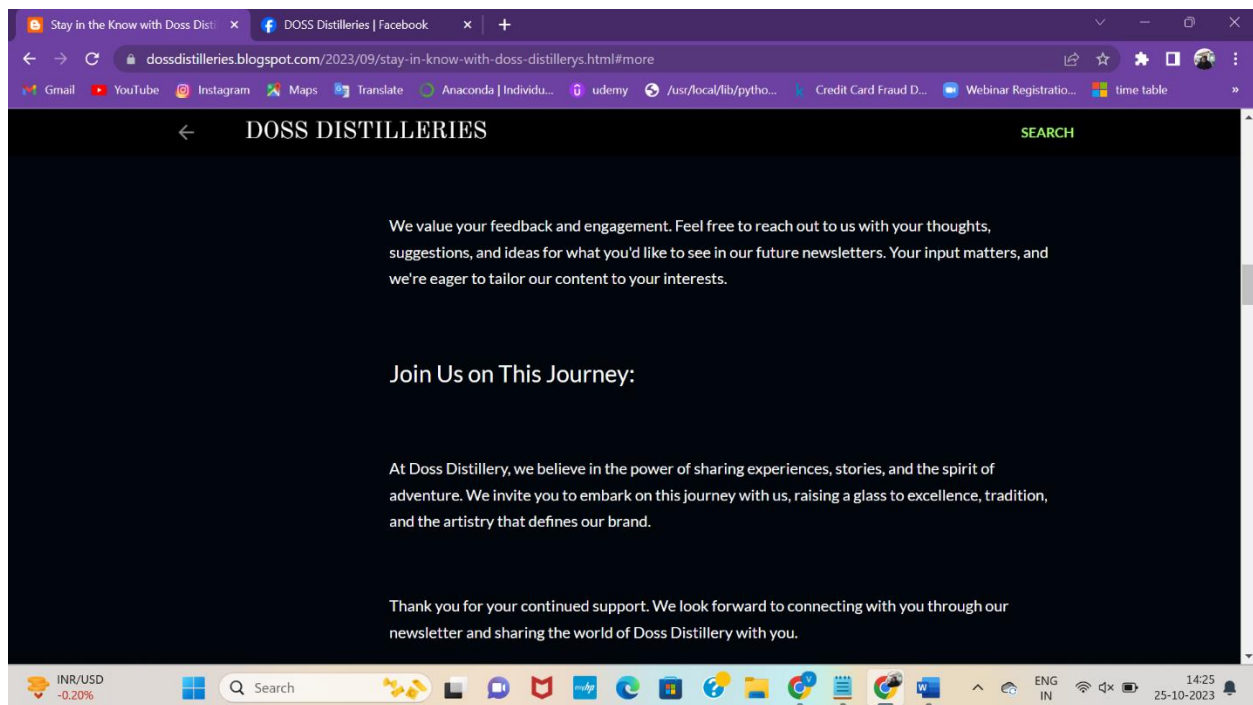 Stay in the Know with Doss Disti
DOSS Distilleries | Facebook
dossdistilleries.blogspot.com/2023/09/stay-in-know-with-doss-distillerys.html#more
Gmail YouTube Instagram Maps Translate Anaconda | Individu... udemy /usr/local/lib/pytho... Credit Card Fraud D... Webinar Registratio... time table »
DOSS DISTILLERIES SEARCH
We value your feedback and engagement. Feel free to reach out to us with your thoughts,
suggestions, and ideas for what you'd like to see in our future newsletters. Your input matters, and
we're eager to tailor our content to your interests.
Join Us on This Journey:
At Doss Distillery, we believe in the power of sharing experiences, stories, and the spirit of
adventure. We invite you to embark on this journey with us, raising a glass to excellence, tradition,
and the artistry that defines our brand.
Thank you for your continued support. We look forward to connecting with you through our
newsletter and sharing the world of Doss Distillery with you.
INR/USD
-0.20%
Search
myhp
ENG
IN
14:25
25-10-2023